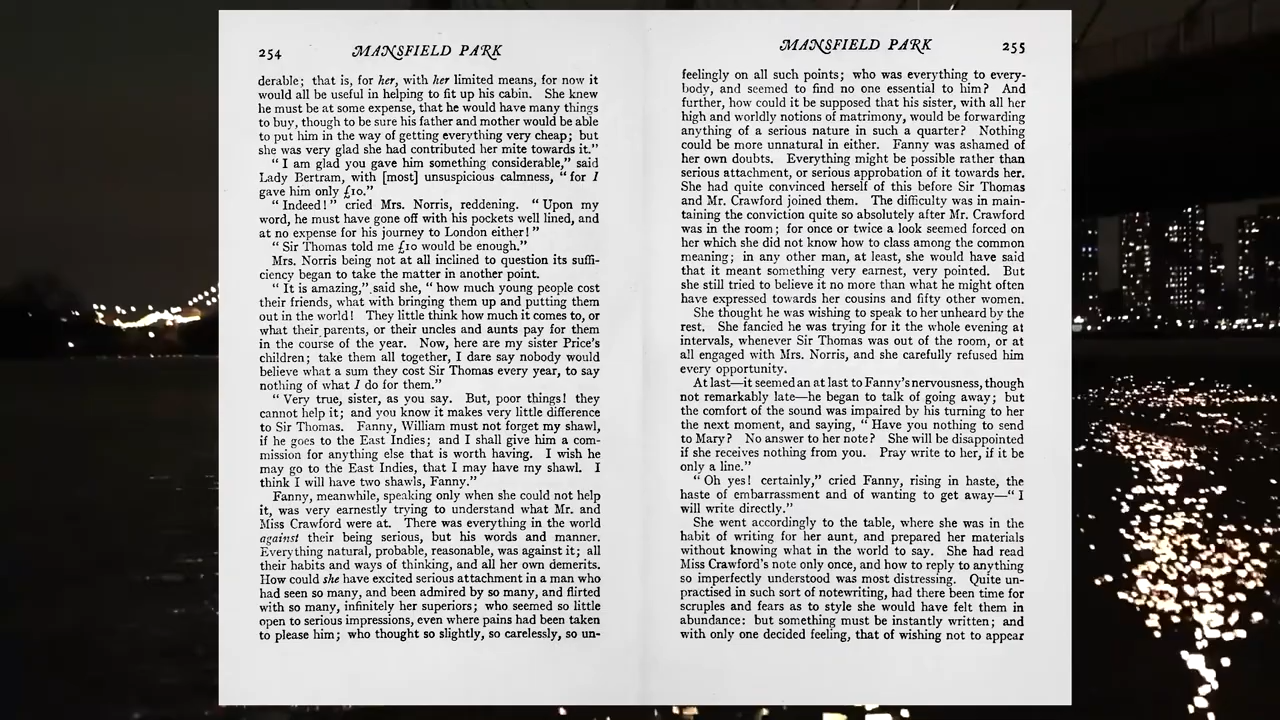 254 MANSFIELD PARK
derable; that is, for her, with her limited means, for now it
would all be useful in helping to fit up his cabin. She knew
he must be at some expense, that he would have many things
to buy, though to be sure his father and mother would be able
to put him in the way of getting everything very cheap; but
she was very glad she had contributed her mite towards it."
" I am glad you gave him something considerable," said
Lady Bertram, with [most] unsuspicious calmness, " for I
gave him only £10."
" Indeed!" cried Mrs. Norris, reddening. " Upon my
word, he must have gone off with his pockets well lined, and
at no expense for his journey to London either!"
" Sir Thomas told me £10 would be enough."
Mrs. Norris being not at all inclined to question its suffi-
ciency began to take the matter in another point.
" It is amazing," said she, " how much young people cost
their friends, what with bringing them up and putting them
out in the world! They little think how much it comes to, or
what their parents, or their uncles and aunts pay for them
in the course of the year. Now, here are my sister Price's
children; take them all together, I dare say nobody would
believe what a sum they cost Sir Thomas every year, to say
nothing of what I do for them."
" Very true, sister, as you say. But, poor things! they
cannot help it; and you know it makes very little difference
to Sir Thomas. Fanny, William must not forget my shawl,
if he goes to the East Indies; and I shall give him a com-
mission for anything else that is worth having. I wish he
may go to the East Indies, that I may have my shawl. I
think I will have two shawls, Fanny."
Fanny, meanwhile, speaking only when she could not help
it, was very earnestly trying to understand what Mr. and
Miss Crawford were at. There was everything in the world
against their being serious, but his words and manner.
Everything natural, probable, reasonable, was against it; all
their habits and ways of thinking, and all her own demerits.
How could she have excited serious attachment in a man who
had seen so many, and been admired by so many, and flirted
with so many, infinitely her superiors; who seemed so little
open to serious impressions, even where pains had been taken
to please him; who thought so slightly, so carelessly, so un-
MANSFIELD PARK 255
feelingly on all such points; who was everything to every-
body, and seemed to find no one essential to him? And
further, how could it be supposed that his sister, with all her
high and worldly notions of matrimony, would be forwarding
anything of a serious nature in such a quarter? Nothing
could be more unnatural in either. Fanny was ashamed of
her own doubts. Everything might be possible rather than
serious attachment, or serious approbation of it towards her.
She had quite convinced herself of this before Sir Thomas
and Mr. Crawford joined them. The difficulty was in main-
taining the conviction quite so absolutely after Mr. Crawford
was in the room; for once or twice a look seemed forced on
her which she did not know how to class among the common
meaning; in any other man, at least, she would have said
that it meant something very earnest, very pointed. But
she still tried to believe it no more than what he might often
have expressed towards her cousins and fifty other women.
She thought he was wishing to speak to her unheard by the
rest. She fancied he was trying for it the whole evening at
intervals, whenever Sir Thomas was out of the room, or at
all engaged with Mrs. Norris, and she carefully refused him
every opportunity.
At last—it seemed an at last to Fanny's nervousness, though
not remarkably late—he began to talk of going away; but
the comfort of the sound was impaired by his turning to her
the next moment, and saying, " Have you nothing to send
to Mary? No answer to her note? She will be disappointed
if she receives nothing from you. Pray write to her, if it be
only a line."
" Oh yes! certainly," cried Fanny, rising in haste, the
haste of embarrassment and of wanting to get away—" I
will write directly."
She went accordingly to the table, where she was in the
habit of writing for her aunt, and prepared her materials
without knowing what in the world to say. She had read
Miss Crawford's note only once, and how to reply to anything
so imperfectly understood was most distressing. Quite un-
practised in such sort of notewriting, had there been time for
scruples and fears as to style she would have felt them in
abundance: but something must be instantly written; and
with only one decided feeling, that of wishing not to appear